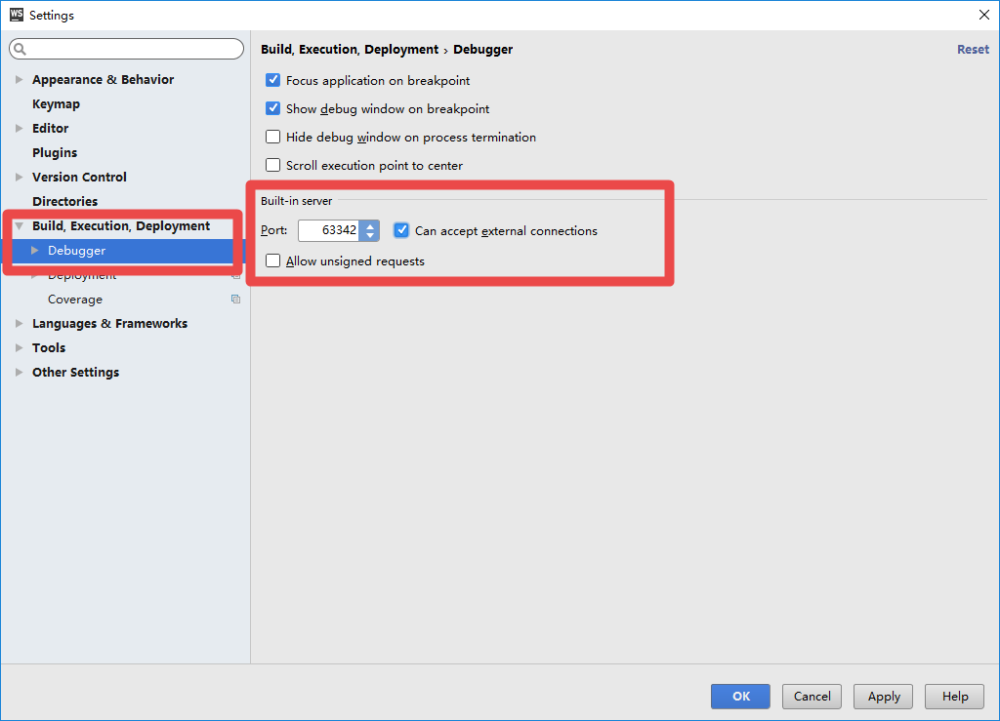 WS Settings
Appearance & Behavior
Keymap
Editor
Plugins
Version Control
Directories
Build, Execution, Deployment
Debugger
Deployment
Coverage
Languages & Frameworks
Tools
Other Settings
Build, Execution, Deployment › Debugger Reset
Focus application on breakpoint
Show debug window on breakpoint
Hide debug window on process termination
Scroll execution point to center
Built-in server
Port: 63342 Can accept external connections
Allow unsigned requests
OK Cancel Apply Help